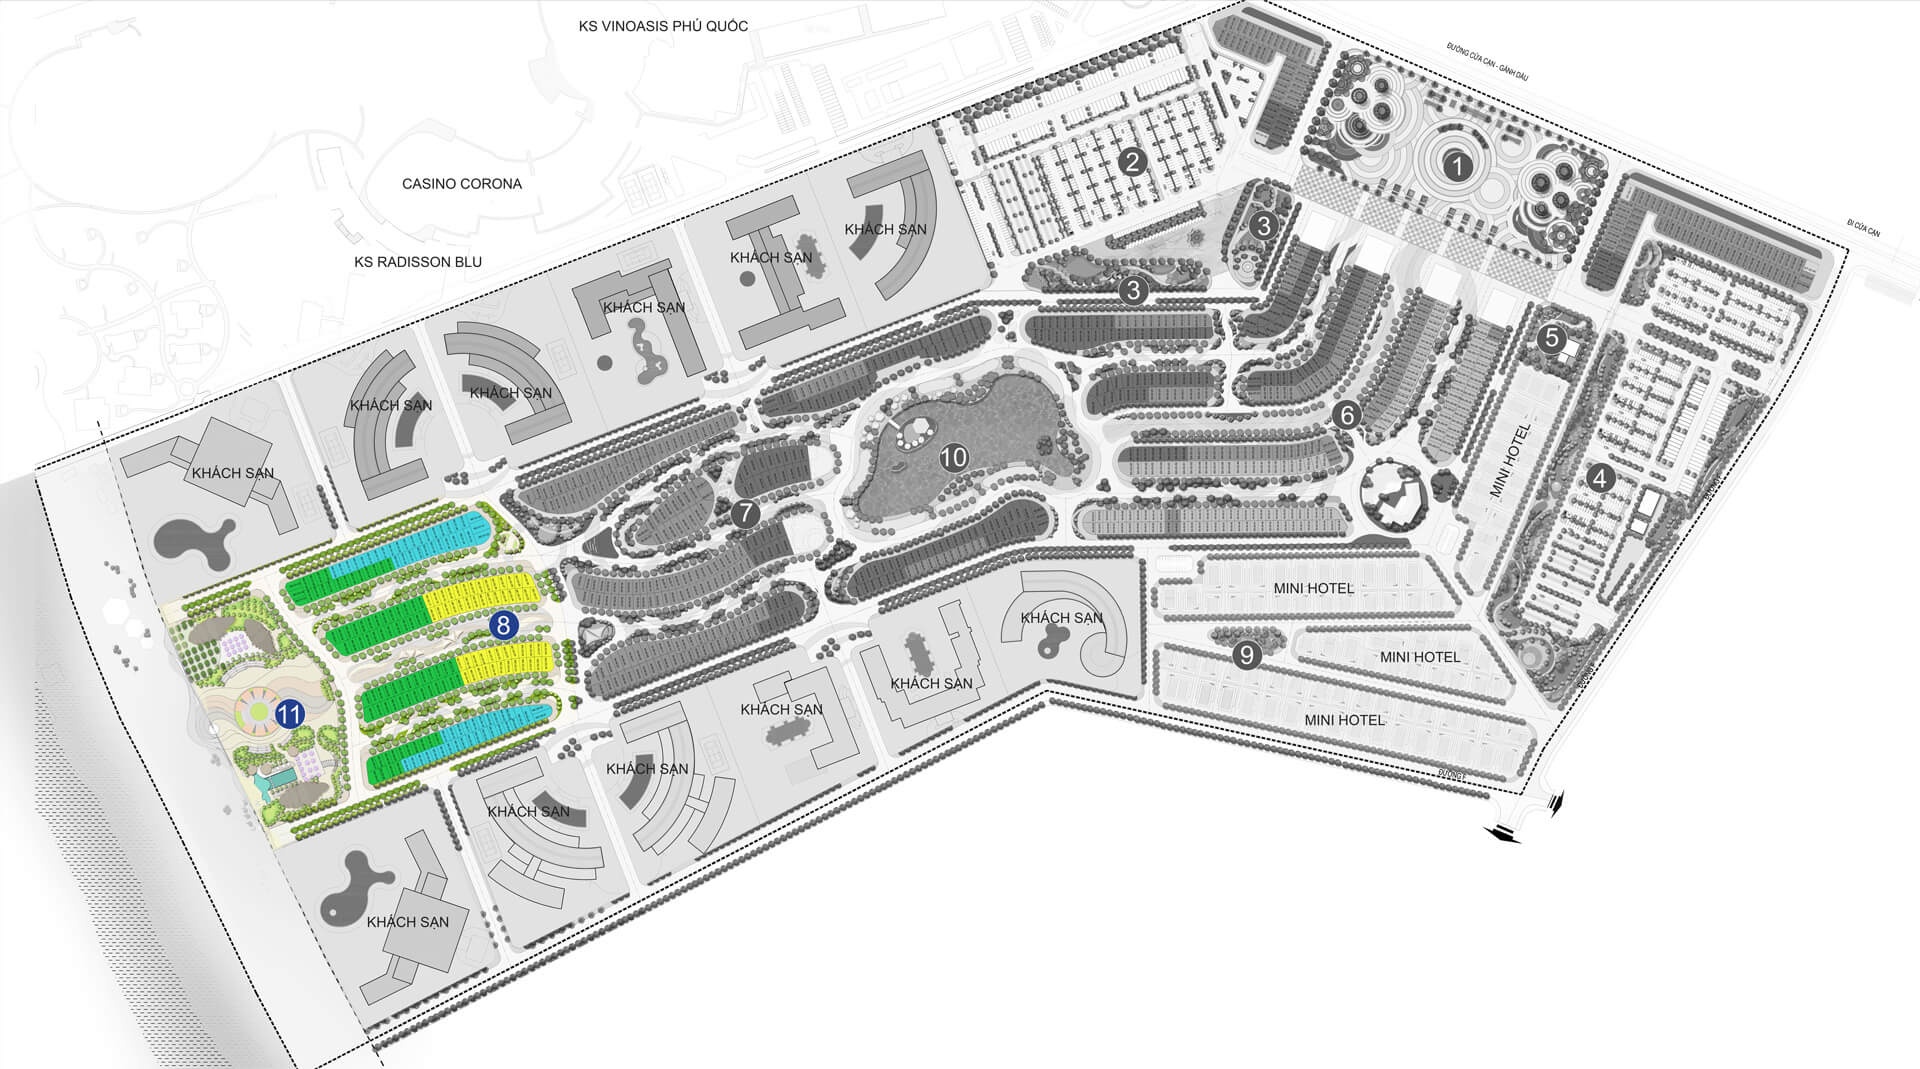 KS VINOASIS PHÚ QUỐC
ĐƯỜNG CỬA CẠN - GÀNH DẦU
ĐI CỬA CẠN
CASINO CORONA
KS RADISSON BLU
1
2
3
3
KHÁCH SẠN
KHÁCH SẠN
KHÁCH SẠN
KHÁCH SẠN
KHÁCH SẠN
KHÁCH SẠN
5
6
MINI HOTEL
4
10
7
8
11
MINI HOTEL
KHÁCH SẠN
9
MINI HOTEL
KHÁCH SẠN
KHÁCH SẠN
MINI HOTEL
KHÁCH SẠN
KHÁCH SẠN
KHÁCH SẠN